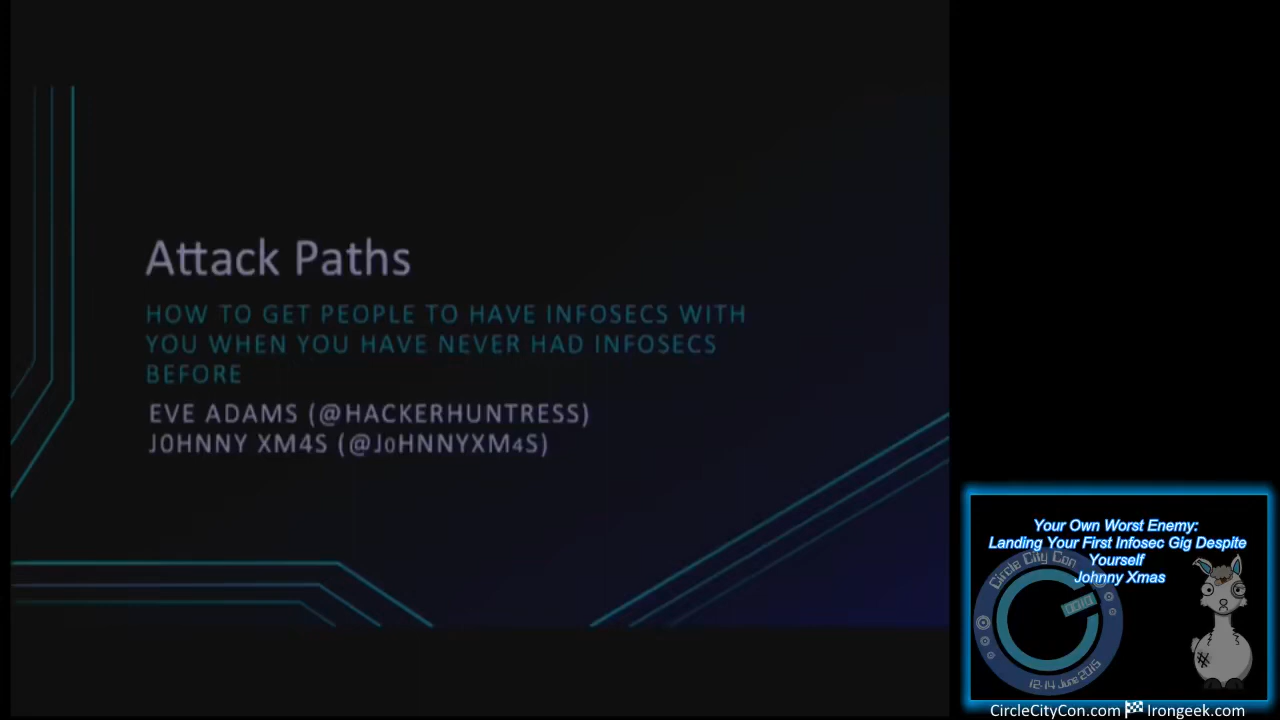 Attack Paths
HOW TO GET PEOPLE TO HAVE INFOSECS WITH
YOU WHEN YOU HAVE NEVER HAD INFOSECS
BEFORE
EVE ADAMS (@HACKERHUNTRESS)
J0HNNY XM4S (@J0HNNYXM4S)
Your Own Worst Enemy:
Landing Your First Infosec Gig Despite
Yourself
Johnny Xmas
Circle City Con
12-14 June 2015
CircleCityCon.com Irongeek.com